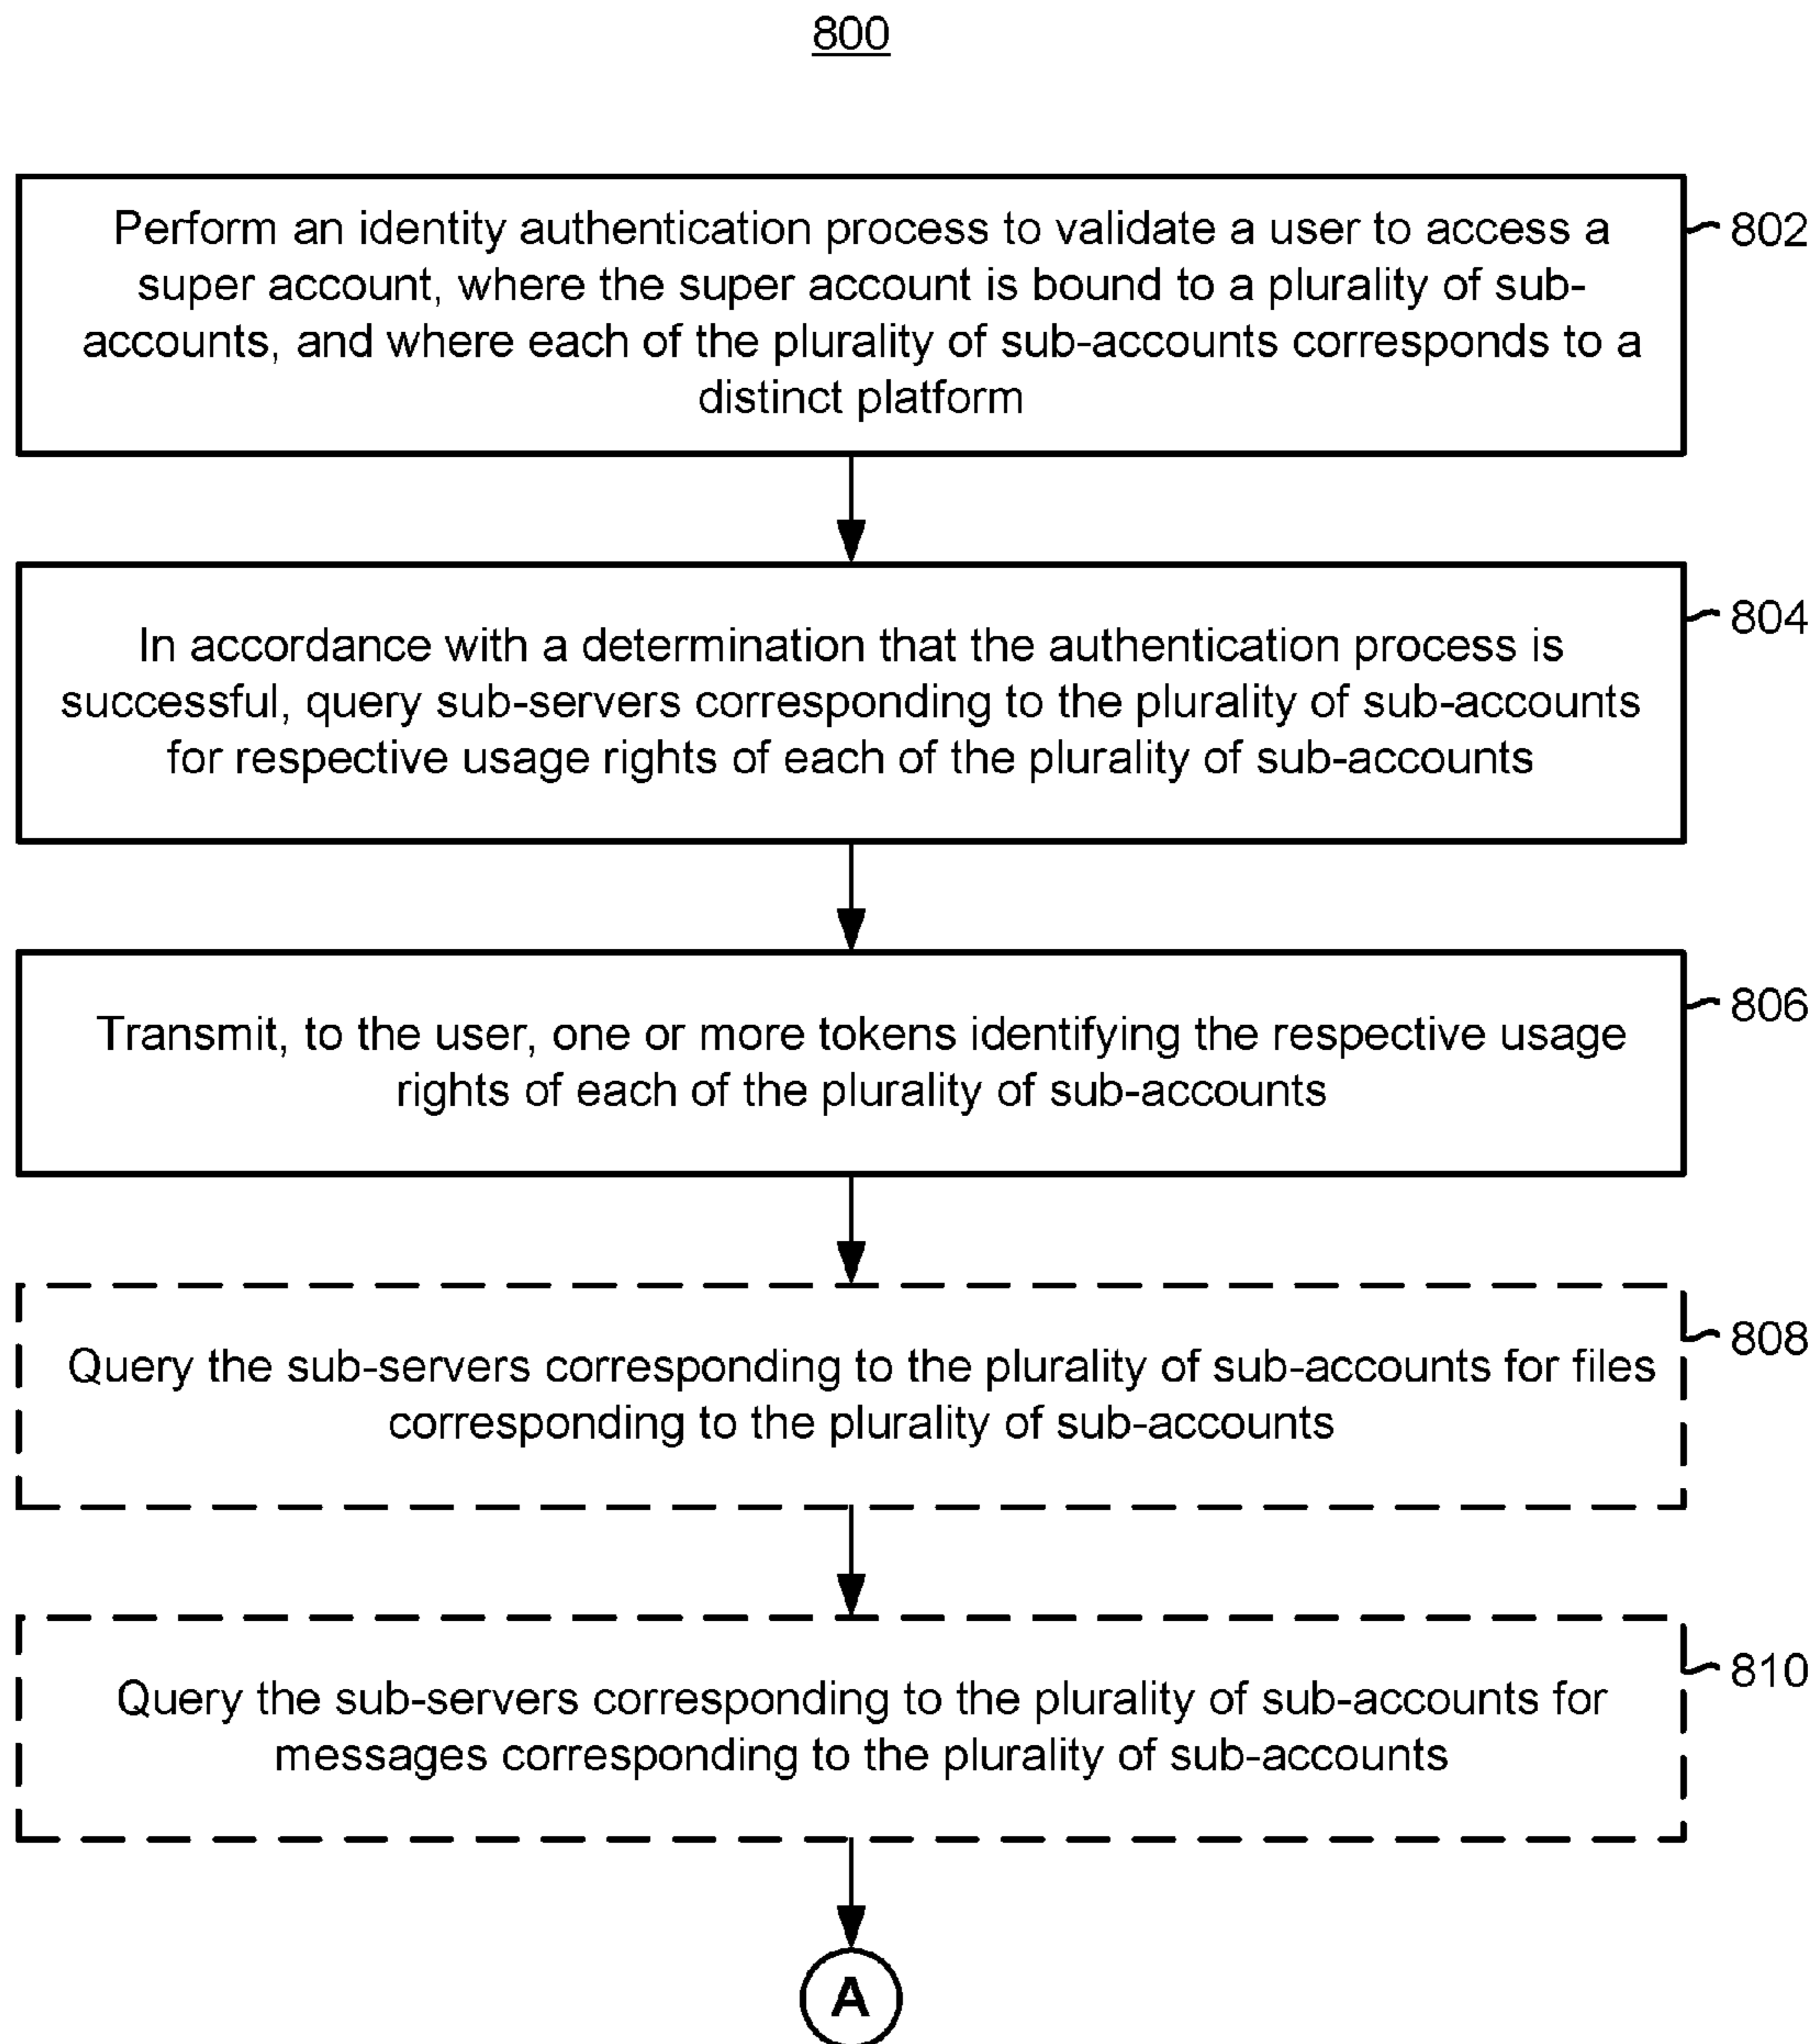 800
Perform an identity authentication process to validate a user to access a
super account, where the super account is bound to a plurality of sub-
accounts, and where each of the plurality of sub-accounts corresponds to a
distinct platform
802
In accordance with a determination that the authentication process is
successful, query sub-servers corresponding to the plurality of sub-accounts
for respective usage rights of each of the plurality of sub-accounts
804
Transmit, to the user, one or more tokens identifying the respective usage
rights of each of the plurality of sub-accounts
806
Query the sub-servers corresponding to the plurality of sub-accounts for files
corresponding to the plurality of sub-accounts
808
Query the sub-servers corresponding to the plurality of sub-accounts for
messages corresponding to the plurality of sub-accounts
810
A